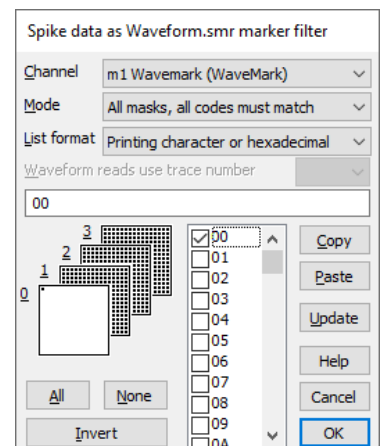 Spike data as Waveform.smr marker filter
Channel m1 Wavemark (WaveMark)
Mode All masks, all codes must match
List format Printing character or hexadecimal
Waveform reads use trace number
00
3
2
1
0
00
01
02
03
04
05
06
07
08
09
0A
Copy
Paste
Update
Help
Cancel
OK
All None
Invert